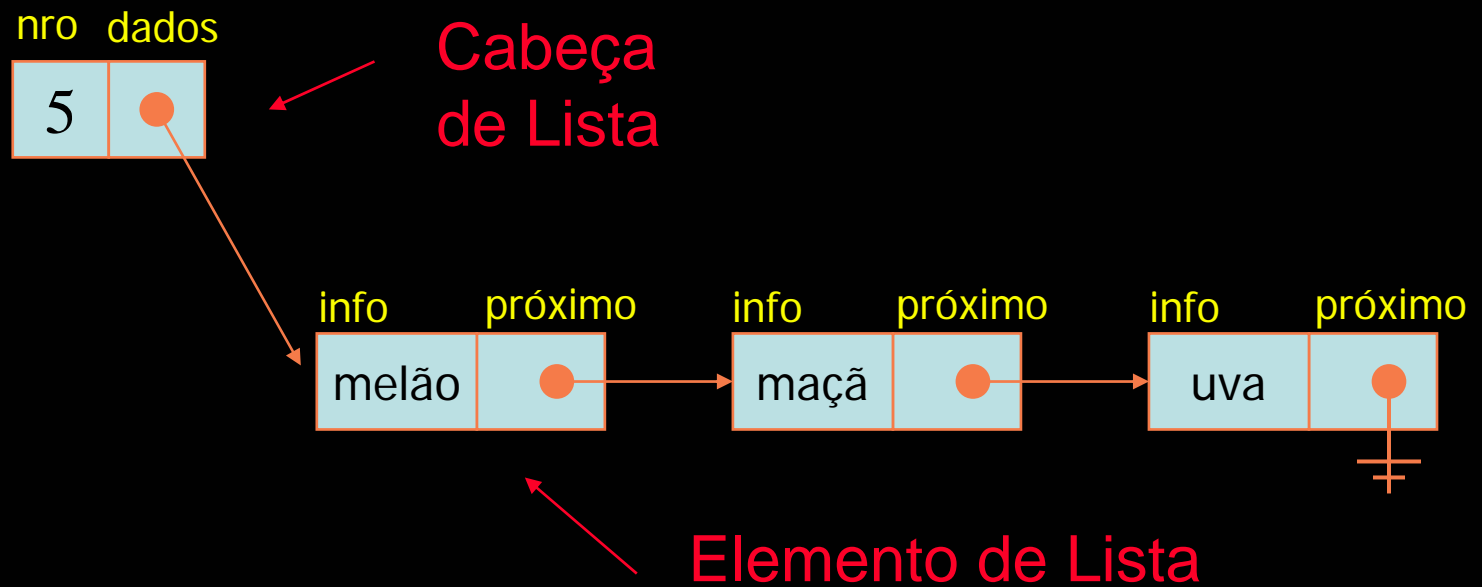 nro dados
5
Cabeça
de Lista
info próximo info próximo info próximo
melão maçã uva
Elemento de Lista